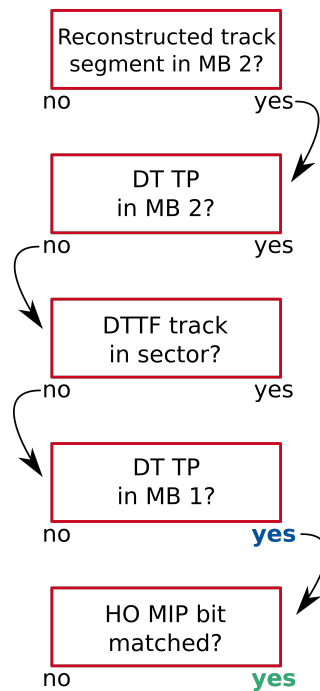 Reconstructed track
segment in MB 2?
no yes
DT TP
in MB 2?
no yes
DTTF track
in sector?
no yes
DT TP
in MB 1?
no yes
HO MIP bit
matched?
no yes